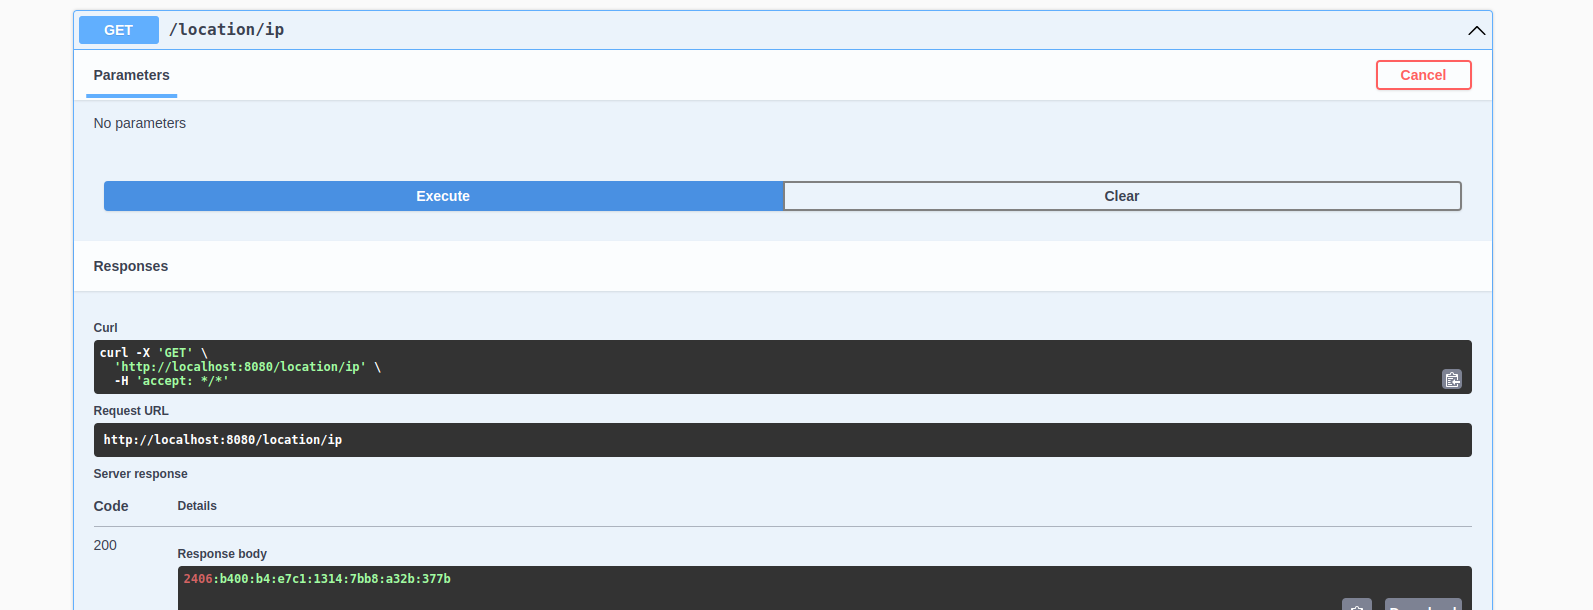 GET /location/ip
Parameters
Cancel
No parameters
Execute
Clear
Responses
Curl
curl -X 'GET' \
'http://localhost:8080/location/ip' \
-H 'accept: */*'
Request URL
http://localhost:8080/location/ip
Server response
Code Details
200
Response body
2406:b400:b4:e7c1:1314:7bb8:a32b:377b
Download